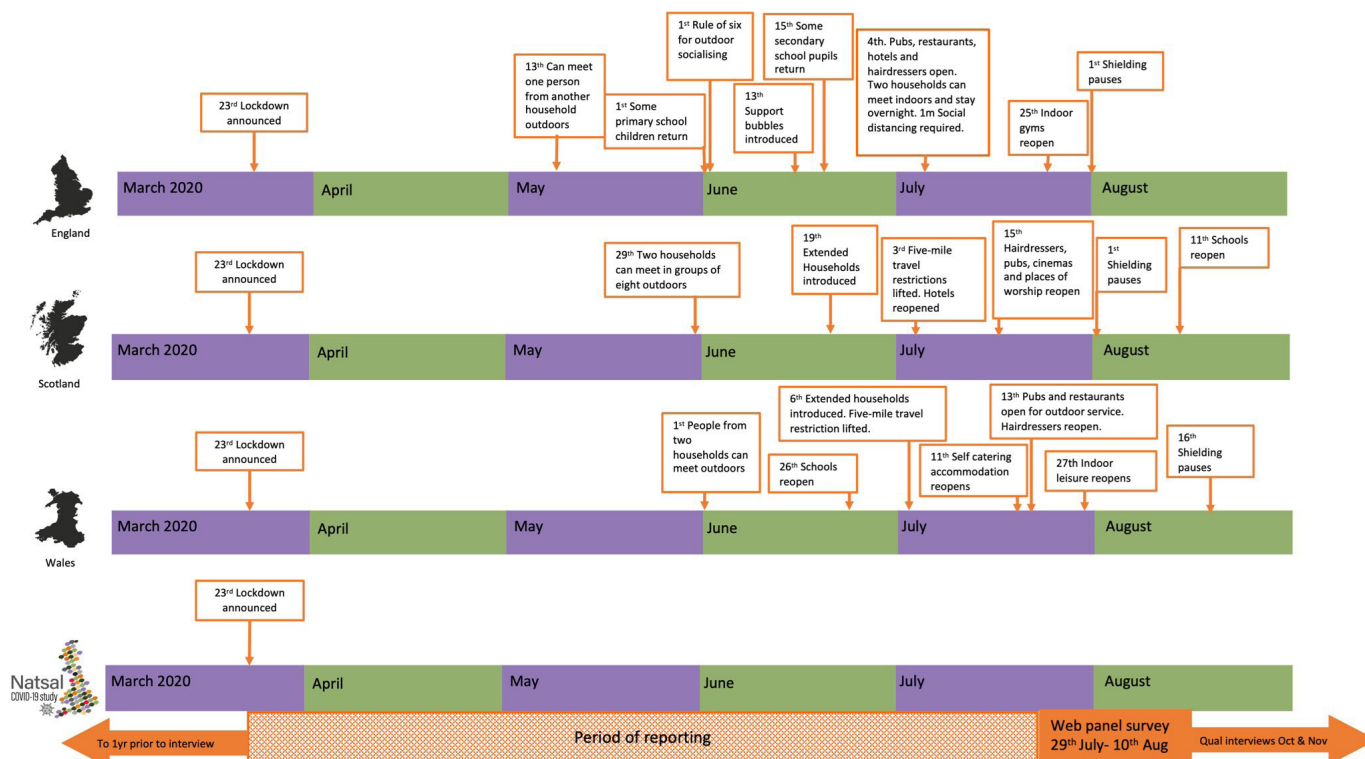 23rd Lockdown
announced
13th Can meet
one person
from another
household
outdoors
1st Some
primary school
children return
1st Rule of six
for outdoor
socialising
13th
Support
bubbles
introduced
15th Some
secondary
school pupils
return
4th. Pubs, restaurants,
hotels and
hairdressers open.
Two households can
meet indoors and stay
overnight. 1m Social
distancing required.
25th Indoor
gyms
reopen
1st Shielding
pauses
March 2020
April
May
June
July
August
England
23rd Lockdown
announced
29th Two households
can meet in groups of
eight outdoors
19th
Extended
Households
introduced
3rd Five-mile
travel
restrictions
lifted. Hotels
reopened
15th
Hairdressers,
pubs, cinemas
and places of
worship reopen
1st
Shielding
pauses
11th Schools
reopen
March 2020
April
May
June
July
August
Scotland
23rd Lockdown
announced
1st People from
two
households can
meet outdoors
26th Schools
reopen
6th Extended households
introduced. Five-mile travel
restriction lifted.
11th Self catering
accommodation
reopens
13th Pubs and restaurants
open for outdoor service.
Hairdressers reopen.
27th Indoor
leisure reopens
16th
Shielding
pauses
March 2020
April
May
June
July
August
Wales
23rd Lockdown
announced
Natsal
COVID-19 study
March 2020
April
May
June
July
August
To 1yr prior to interview
Period of reporting
Web panel survey
29th July- 10th Aug
Qual interviews Oct & Nov